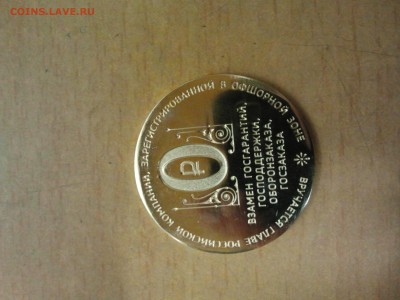 COINS.LAVE.RU
ВРУЧАЕТСЯ ГЛАВЕ РОССИЙСКОЙ КОМПАНИИ, ЗАРЕГИСТРИРОВАННОЙ В ОФШОРНОЙ ЗОНЕ
0
₽
ВЗАМЕН ГОСГАРАНТИЙ,
ГОСПОДДЕРЖКИ,
ОБОРОНЗАКАЗА,
ГОСЗАКАЗА